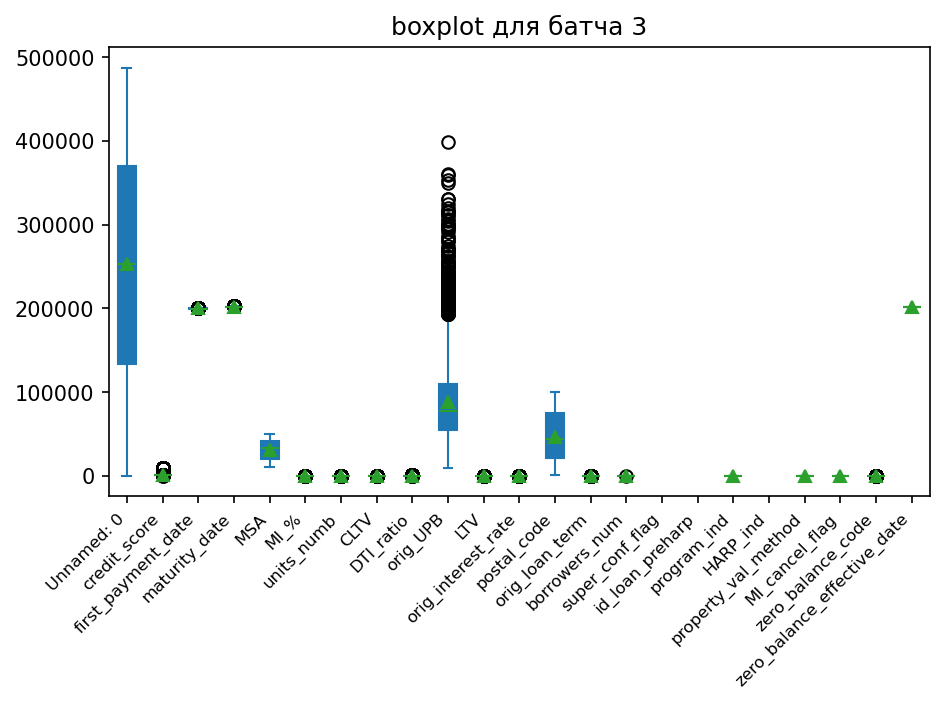 boxplot для батча 3
500000
400000
300000
200000
100000
0
Unnamed: 0
credit_score
first_payment_date
maturity_date
MSA
MI_%
units_numb
CLTV
DTI_ratio
orig_UPB
LTV
orig_interest_rate
postal_code
orig_loan_term
borrowers_num
super_conf_flag
id_loan_preharp
program_ind
HARP_ind
property_val_method
MI_cancel_flag
zero_balance_code
zero_balance_effective_date